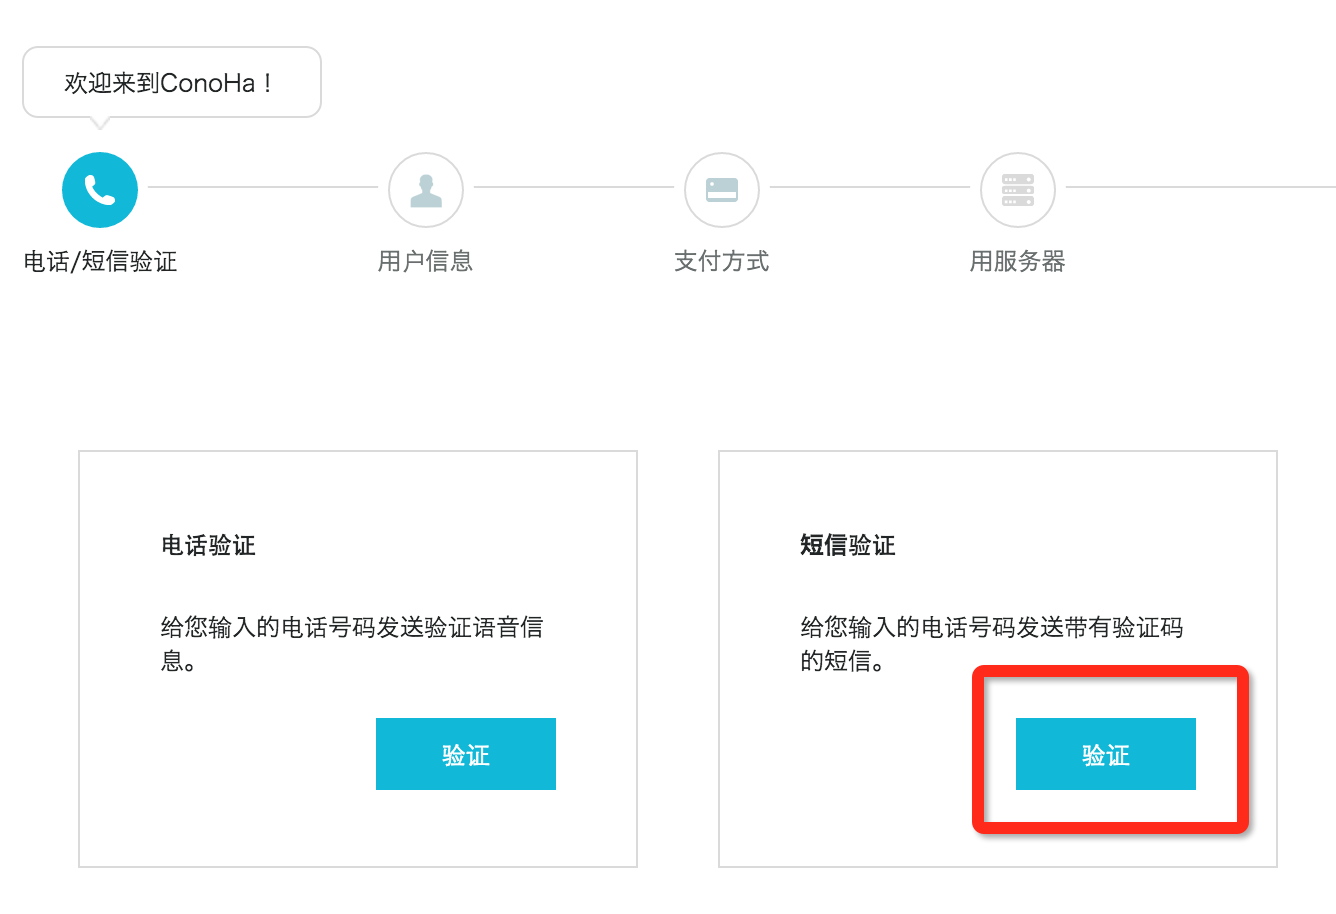 欢迎来到ConoHa！
电话/短信验证
用户信息
支付方式
用服务器
电话验证
给您输入的电话号码发送验证语音信
息。
验证
短信验证
给您输入的电话号码发送带有验证码
的短信。
验证